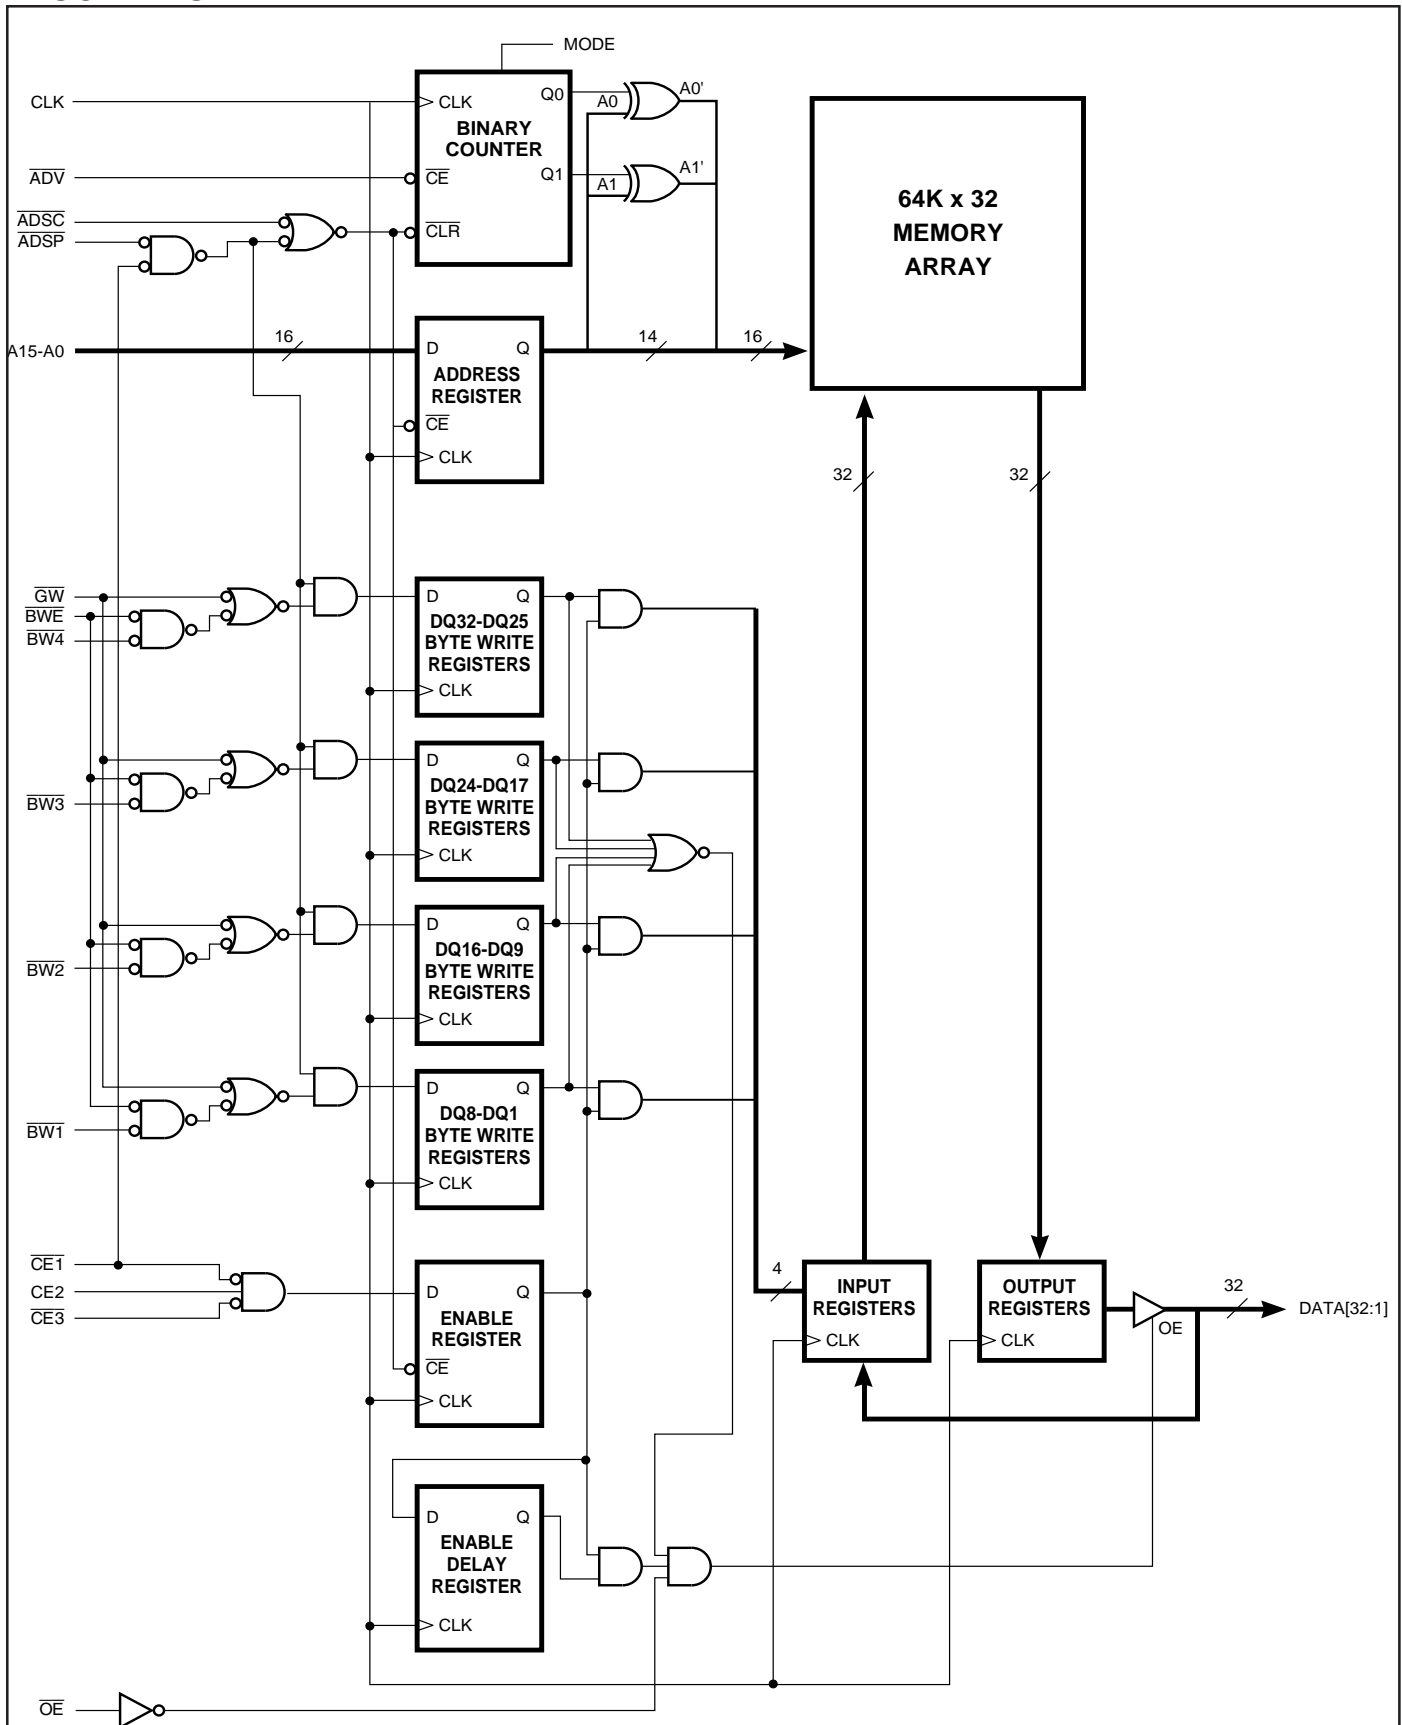 MODE
CLK
CLK
Q0
A0
A0'
BINARY
COUNTER
ADV
CE
Q1
A1
A1'
64K x 32
MEMORY
ARRAY
ADSC
ADSP
CLR
A15-A0
16
D
Q
14
16
ADDRESS
REGISTER
CE
CLK
32
32
GW
BWE
BW4
D
Q
DQ32-DQ25
BYTE WRITE
REGISTERS
CLK
D
Q
DQ24-DQ17
BYTE WRITE
REGISTERS
BW3
CLK
D
Q
DQ16-DQ9
BYTE WRITE
REGISTERS
BW2
CLK
D
Q
DQ8-DQ1
BYTE WRITE
REGISTERS
BW1
CLK
CE1
CE2
CE3
D
Q
ENABLE
REGISTER
CE
CLK
4
INPUT
REGISTERS
CLK
OUTPUT
REGISTERS
CLK
OE
32
DATA[32:1]
D
Q
ENABLE
DELAY
REGISTER
CLK
OE